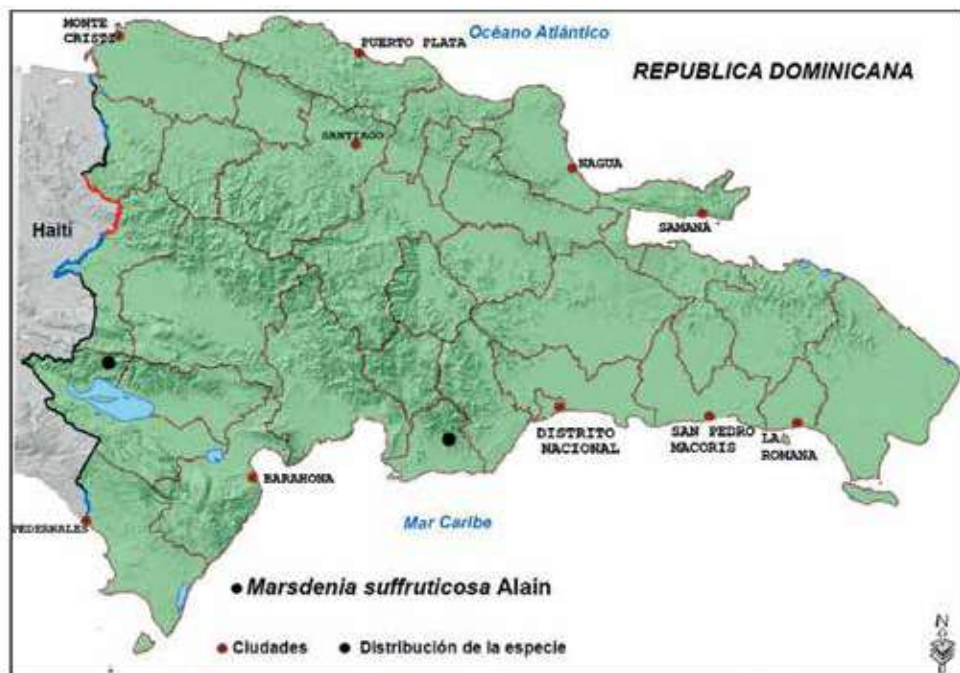 MONTE
CRISTI
PUERTO PLATA
Océano Atlántico
REPUBLICA DOMINICANA
SANTIAGO
NAGUA
SAMANÁ
Haití
DISTRITO
NACIONAL
SAN PEDRO
MACORIS
LA
ROMANA
BARAHONA
PEDERNALES
Mar Caribe
Marsdenia suffruticosa Alain
Ciudades
Distribución de la especie
N